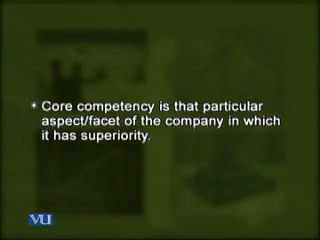 * Core competency is that particular
aspect/facet of the company in which
it has superiority.
VU